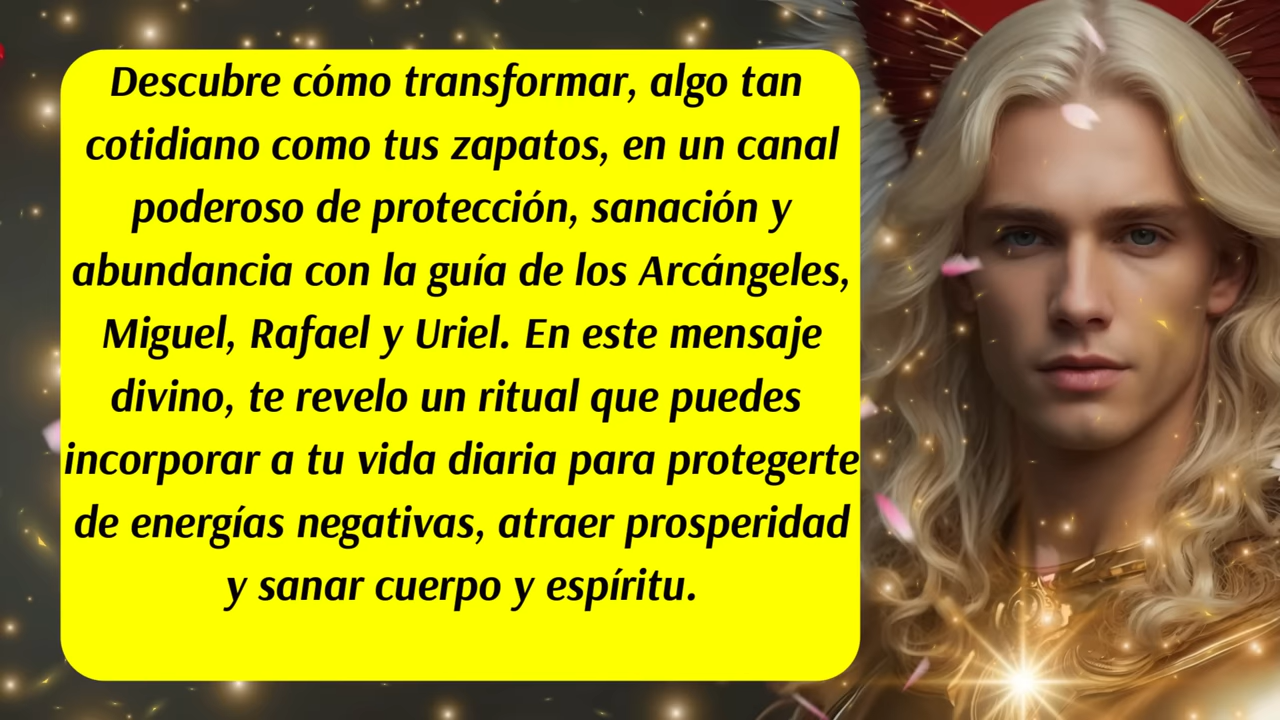 Descubre cómo transformar, algo tan
cotidiano como tus zapatos, en un canal
poderoso de protección, sanación y
abundancia con la guía de los Arcángeles,
Miguel, Rafael y Uriel. En este mensaje
divino, te revelo un ritual que puedes
incorporar a tu vida diaria para protegerte
de energías negativas, atraer prosperidad
y sanar cuerpo y espíritu.